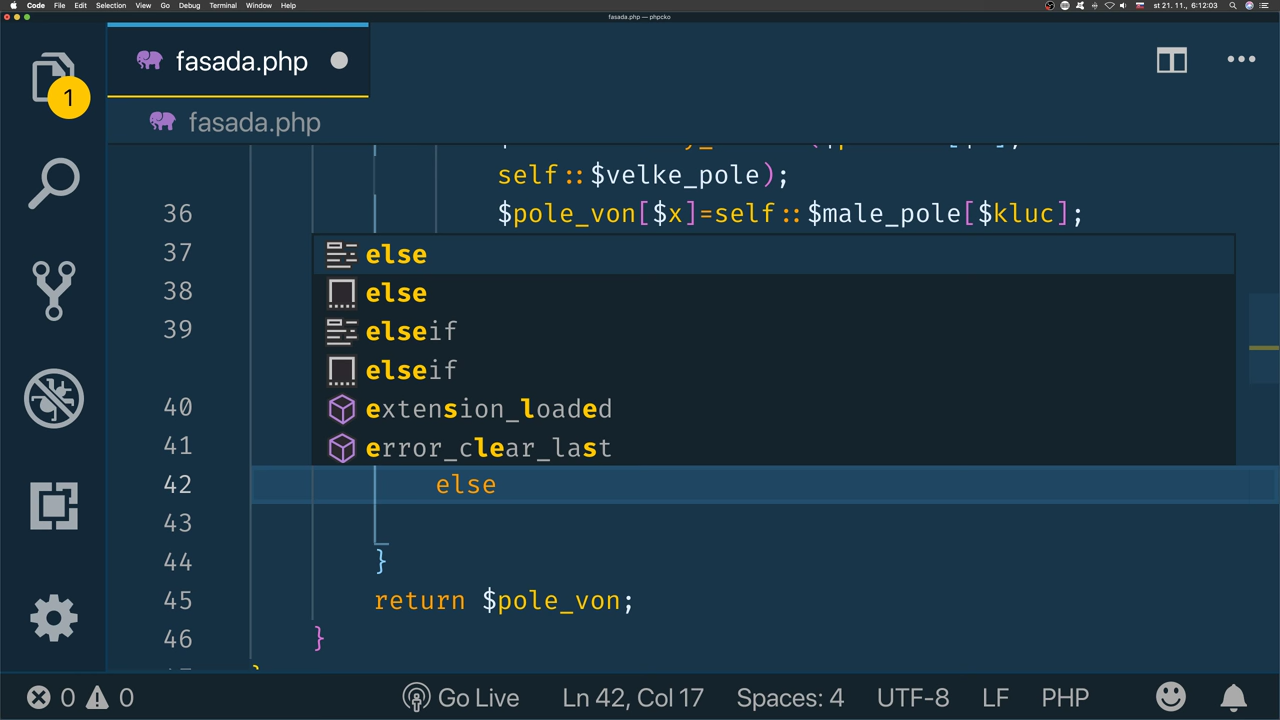 Code File Edit Selection View Go Debug Terminal Window Help st 21. 11., 6:12:03
fasada.php — phpcko
fasada.php
1
fasada.php
self::$velke_pole);
36 $pole_von[$x]=self::$male_pole[$kluc];
37 else
38 else
39 elseif
elseif
40 extension_loaded
41 error_clear_last
42 else
43
44 }
45 return $pole_von;
46 }
0 0 Go Live Ln 42, Col 17 Spaces: 4 UTF-8 LF PHP